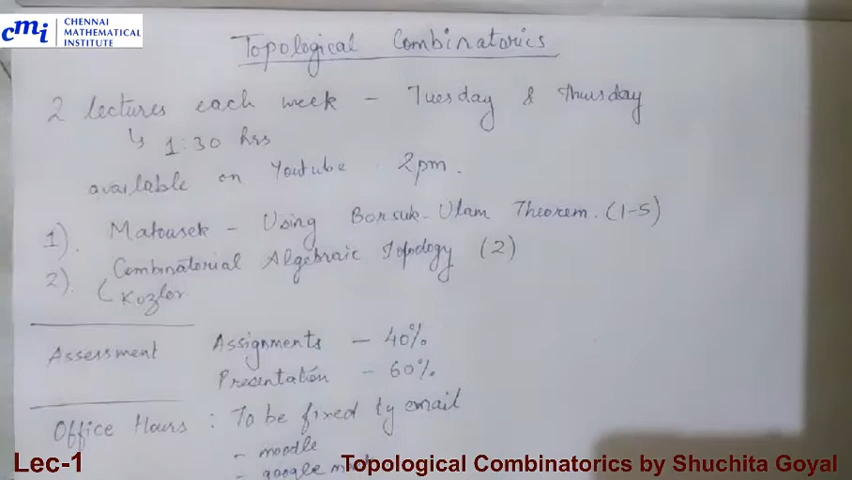 cmi CHENNAI
MATHEMATICAL
INSTITUTE
Topological Combinatorics
2 lectures each week - Tuesday & Thursday
↳ 1:30 hrs
available on Youtube 2pm.
1). Matousek - Using Borsuk-Ulam Theorem. (1-5)
2). Combinatorial Algebraic Topology (2)
( Kozlov
Assessment Assignments - 40%
Presentation - 60%
Office Hours : To be fixed by email
- moodle
- google
Lec-1 Topological Combinatorics by Shuchita Goyal